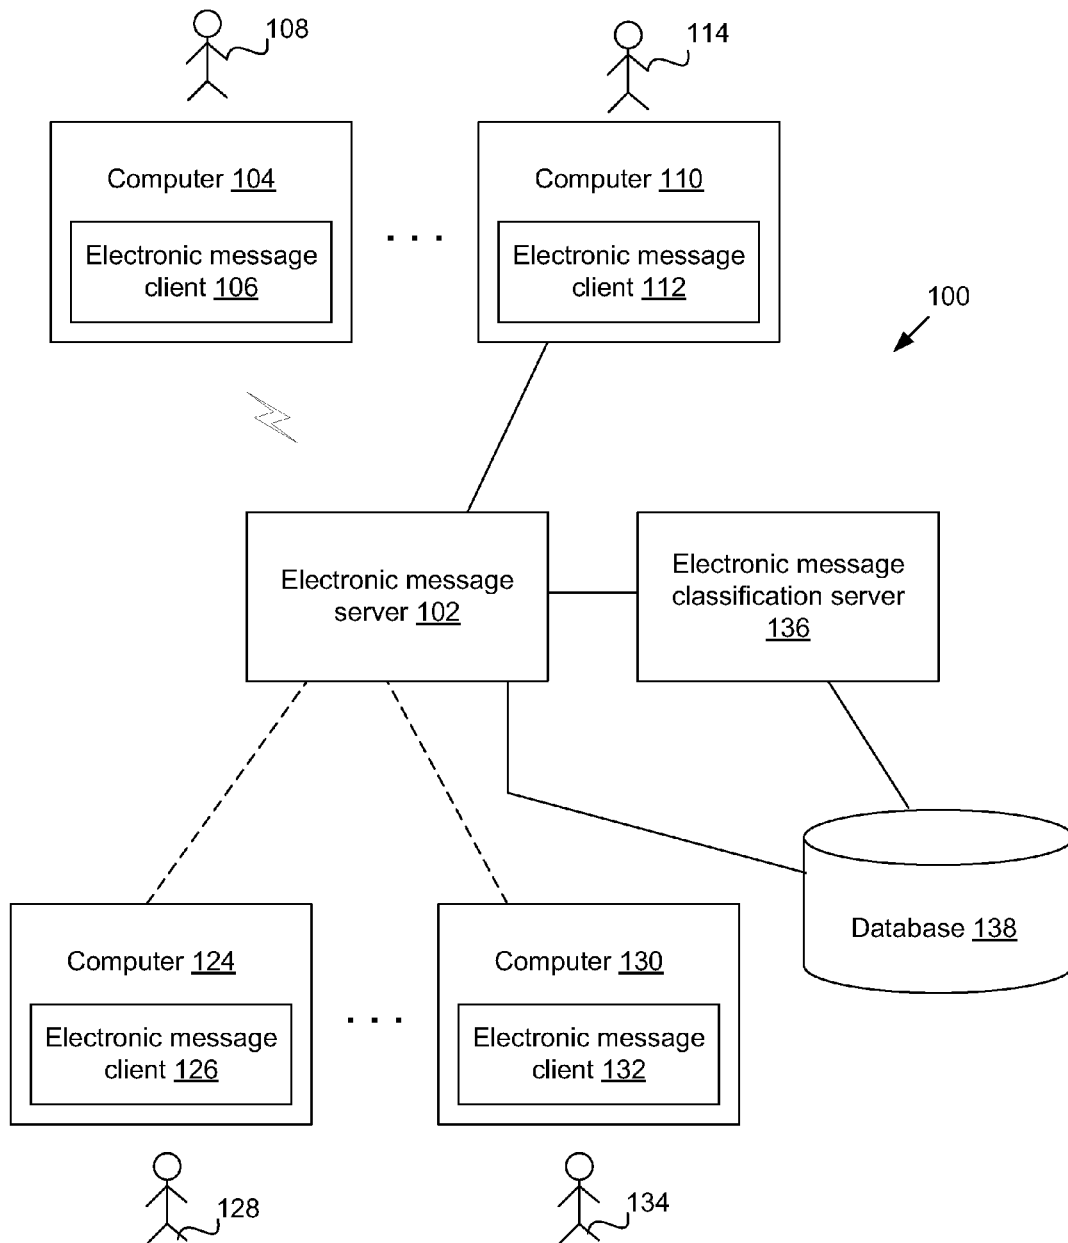 108
114
Computer 104
Electronic message
client 106
. . .
Computer 110
Electronic message
client 112
100
Electronic message
server 102
Electronic message
classification server
136
Database 138
Computer 124
Electronic message
client 126
. . .
Computer 130
Electronic message
client 132
128
134